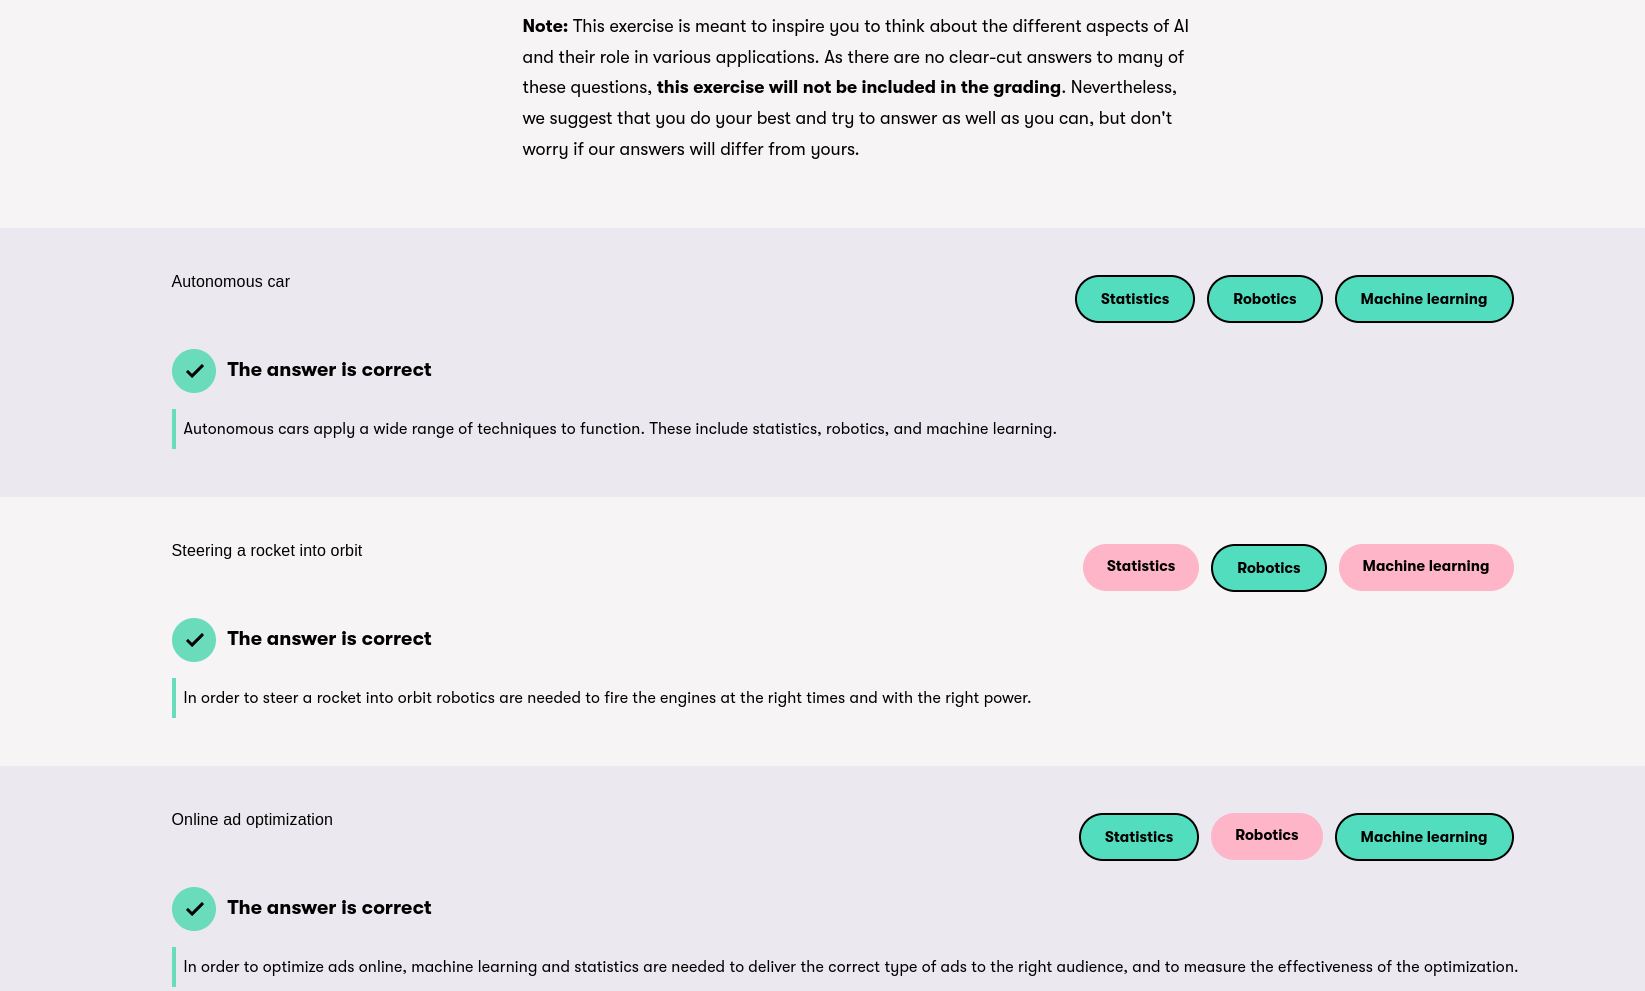 Note: This exercise is meant to inspire you to think about the different aspects of AI
and their role in various applications. As there are no clear-cut answers to many of
these questions, this exercise will not be included in the grading. Nevertheless,
we suggest that you do your best and try to answer as well as you can, but don't
worry if our answers will differ from yours.
Autonomous car
Statistics
Robotics
Machine learning
The answer is correct
Autonomous cars apply a wide range of techniques to function. These include statistics, robotics, and machine learning.
Steering a rocket into orbit
Statistics
Robotics
Machine learning
The answer is correct
In order to steer a rocket into orbit robotics are needed to fire the engines at the right times and with the right power.
Online ad optimization
Statistics
Robotics
Machine learning
The answer is correct
In order to optimize ads online, machine learning and statistics are needed to deliver the correct type of ads to the right audience, and to measure the effectiveness of the optimization.